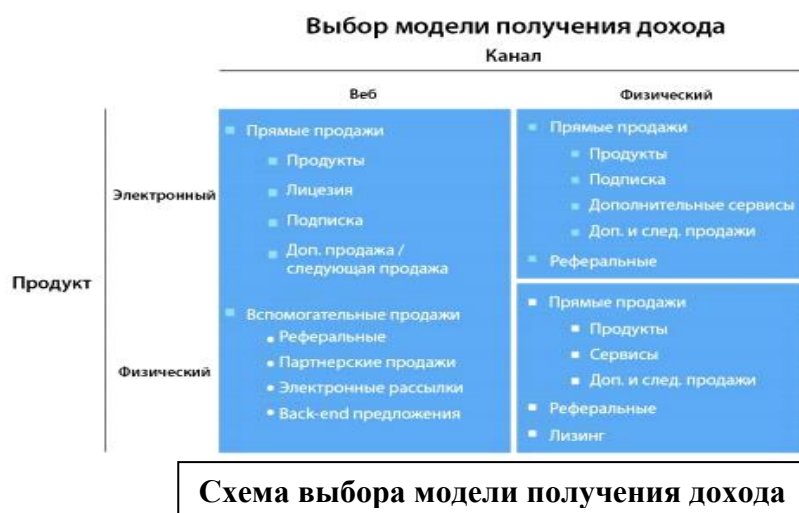 Выбор модели получения дохода
Канал
Веб
Физический
Продукт
Электронный
Физический
Прямые продажи
Продукты
Лицезия
Подписка
Доп. продажа /
следующая продажа
Вспомогательные продажи
Реферальные
Партнерские продажи
Электронные рассылки
Back-end предложения
Прямые продажи
Продукты
Подписка
Дополнительные сервисы
Доп. и след. продажи
Реферальные
Прямые продажи
Продукты
Сервисы
Доп. и след. продажи
Реферальные
Лизинг
Схема выбора модели получения дохода